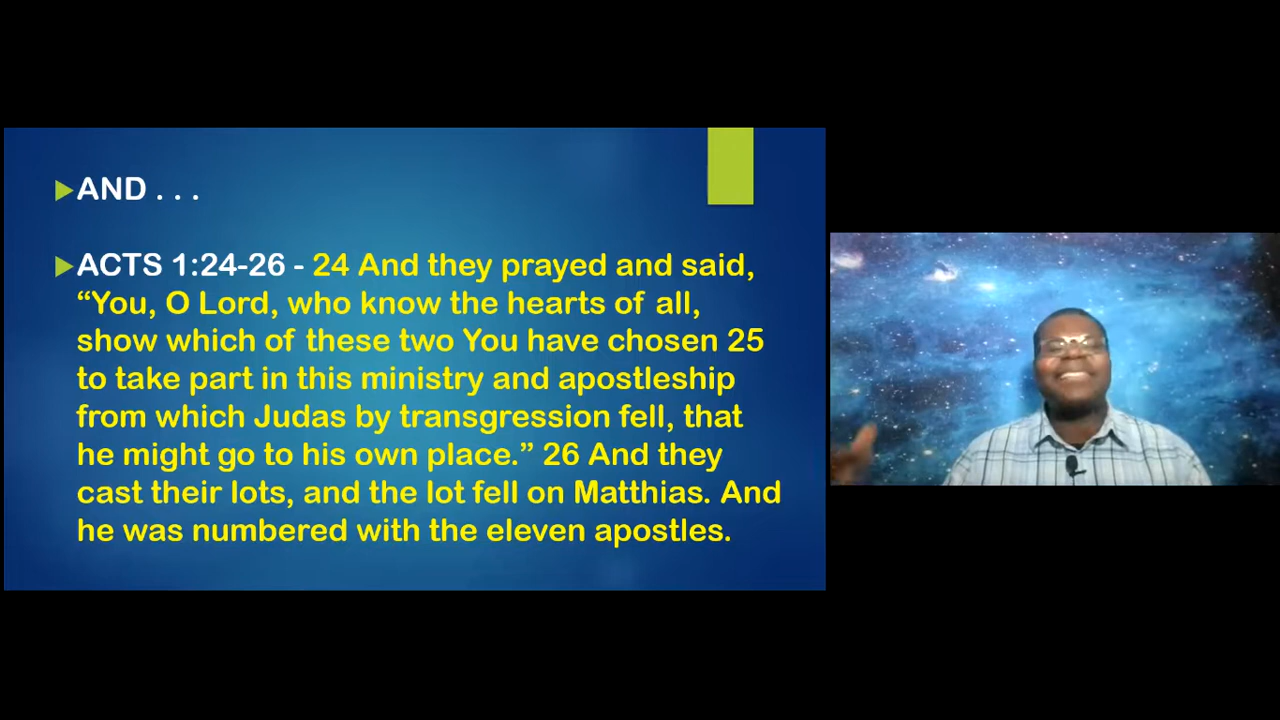 AND . . .
ACTS 1:24-26 - 24 And they prayed and said,
“You, O Lord, who know the hearts of all,
show which of these two You have chosen 25
to take part in this ministry and apostleship
from which Judas by transgression fell, that
he might go to his own place.” 26 And they
cast their lots, and the lot fell on Matthias. And
he was numbered with the eleven apostles.